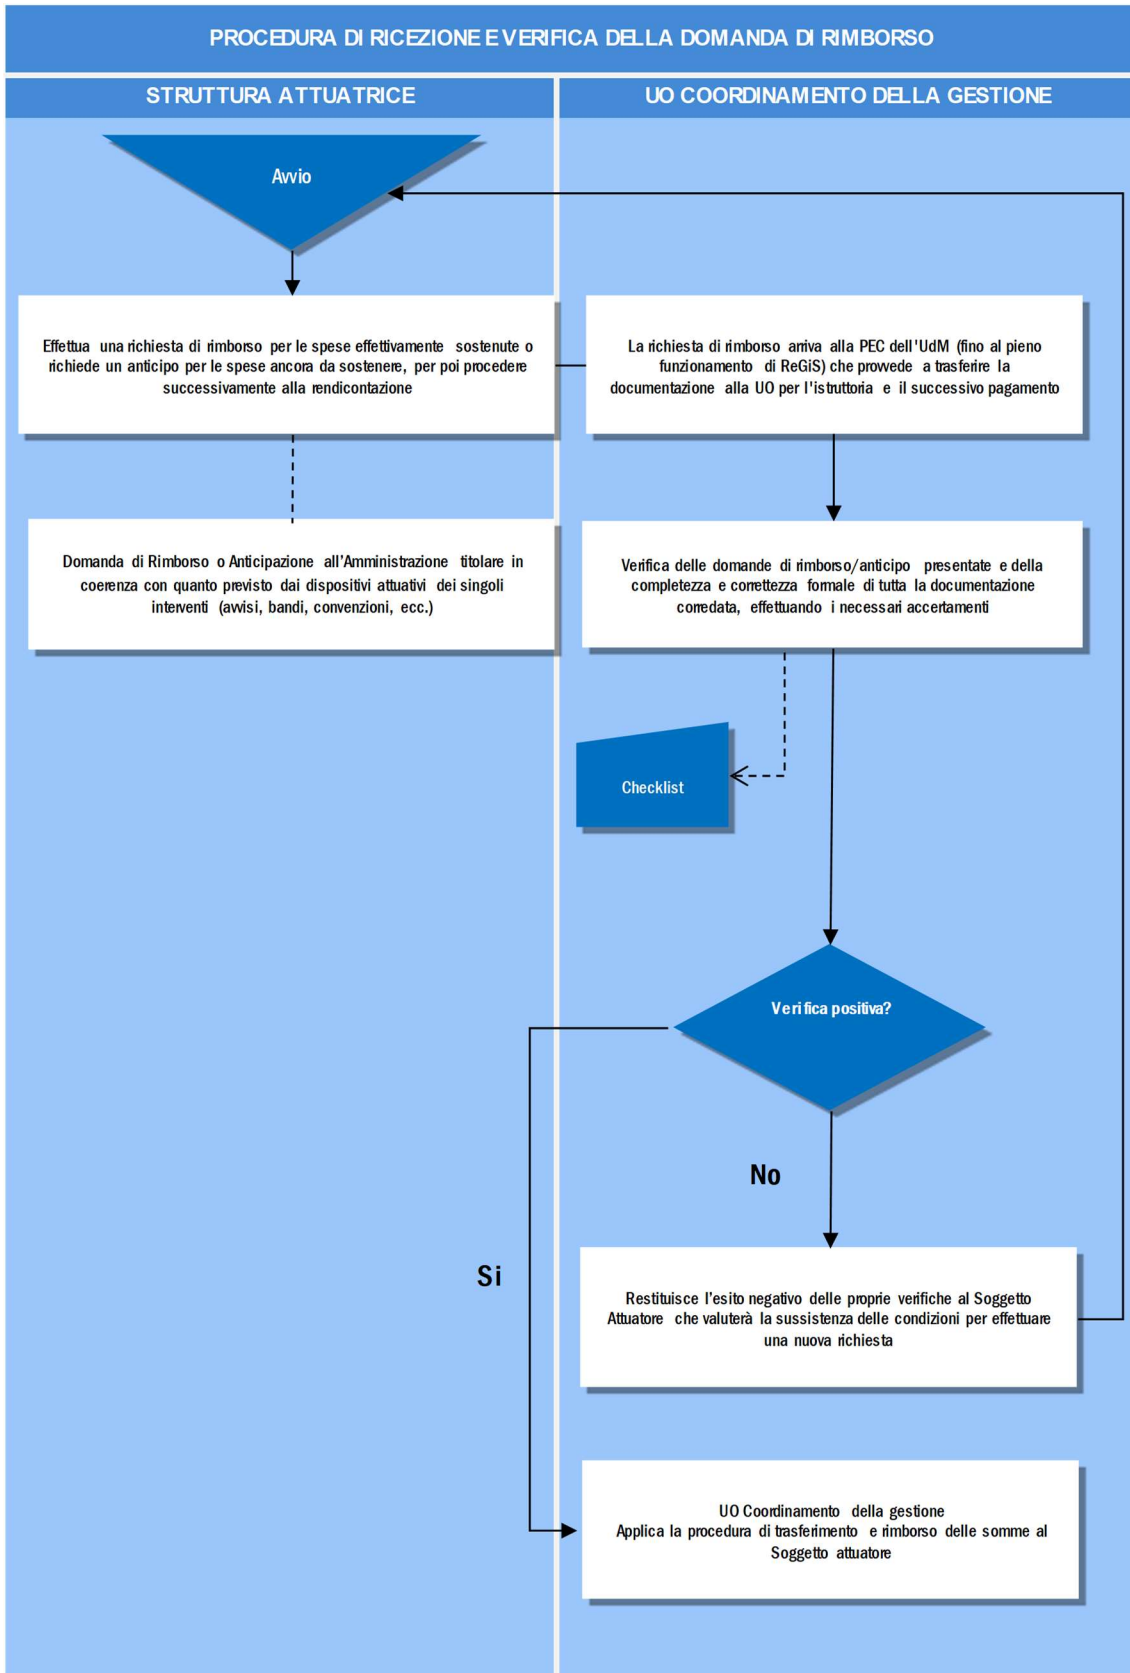 PROCEDURA DI RICEZIONE E VERIFICA DELLA DOMANDA DI RIMBORSO
STRUTTURA ATTUATRICE
UO COORDINAMENTO DELLA GESTIONE
Avvio
Effettua una richiesta di rimborso per le spese effettivamente sostenute o
richiede un anticipo per le spese ancora da sostenere, per poi procedere
successivamente alla rendicontazione
La richiesta di rimborso arriva alla PEC dell'UdM (fino al pieno
funzionamento di ReGiS) che provvede a trasferire la
documentazione alla UO per l'istruttoria e il successivo pagamento
Domanda di Rimborso o Anticipazione all'Amministrazione titolare in
coerenza con quanto previsto dai dispositivi attuativi dei singoli
interventi (avvisi, bandi, convenzioni, ecc.)
Verifica delle domande di rimborso/anticipo presentate e della
completezza e correttezza formale di tutta la documentazione
corredata, effettuando i necessari accertamenti
Checklist
Verifica positiva?
No
Si
Restituisce l'esito negativo delle proprie verifiche al Soggetto
Attuatore che valuterà la sussistenza delle condizioni per effettuare
una nuova richiesta
UO Coordinamento della gestione
Applica la procedura di trasferimento e rimborso delle somme al
Soggetto attuatore